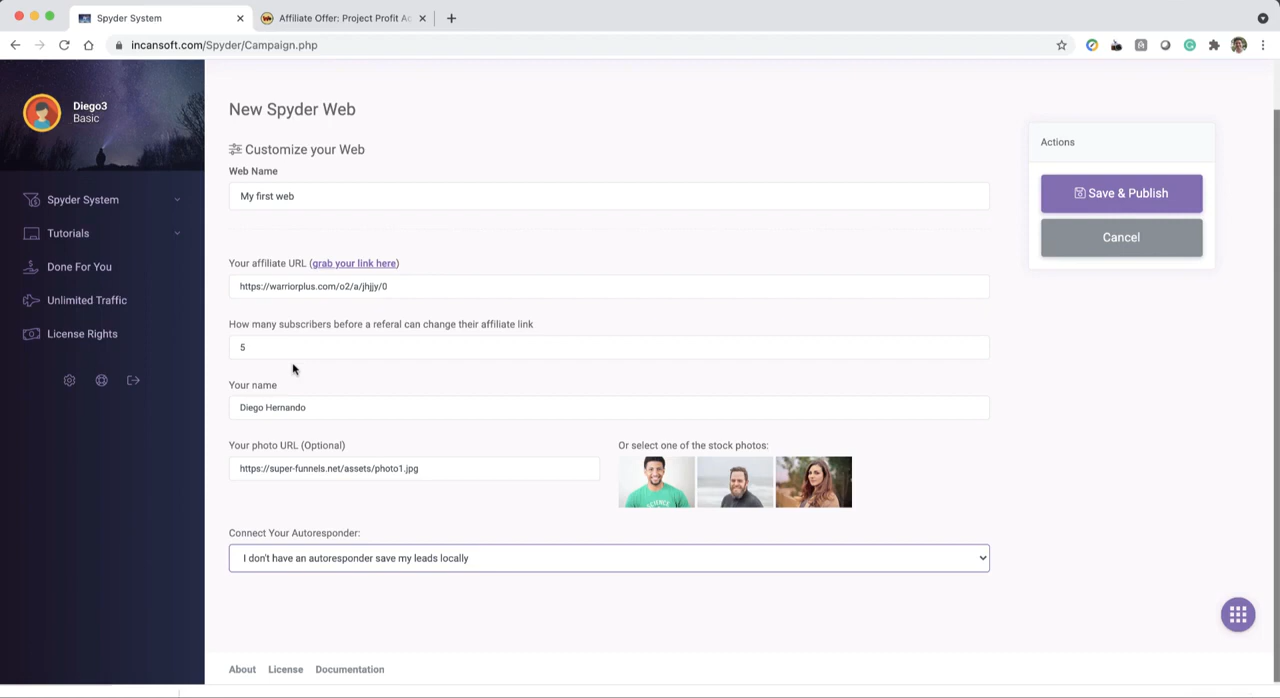 Spyder System
Affiliate Offer: Project Profit Ac
incansoft.com/Spyder/Campaign.php
Diego3
Basic
Spyder System
Tutorials
Done For You
Unlimited Traffic
License Rights
New Spyder Web
Customize your Web
Web Name
My first web
Your affiliate URL (grab your link here)
https://warriorplus.com/o2/a/jhjjy/0
How many subscribers before a referal can change their affiliate link
5
Your name
Diego Hernando
Your photo URL (Optional)
https://super-funnels.net/assets/photo1.jpg
Or select one of the stock photos:
SCIENCE
Connect Your Autoresponder:
I don't have an autoresponder save my leads locally
Actions
Save & Publish
Cancel
About License Documentation